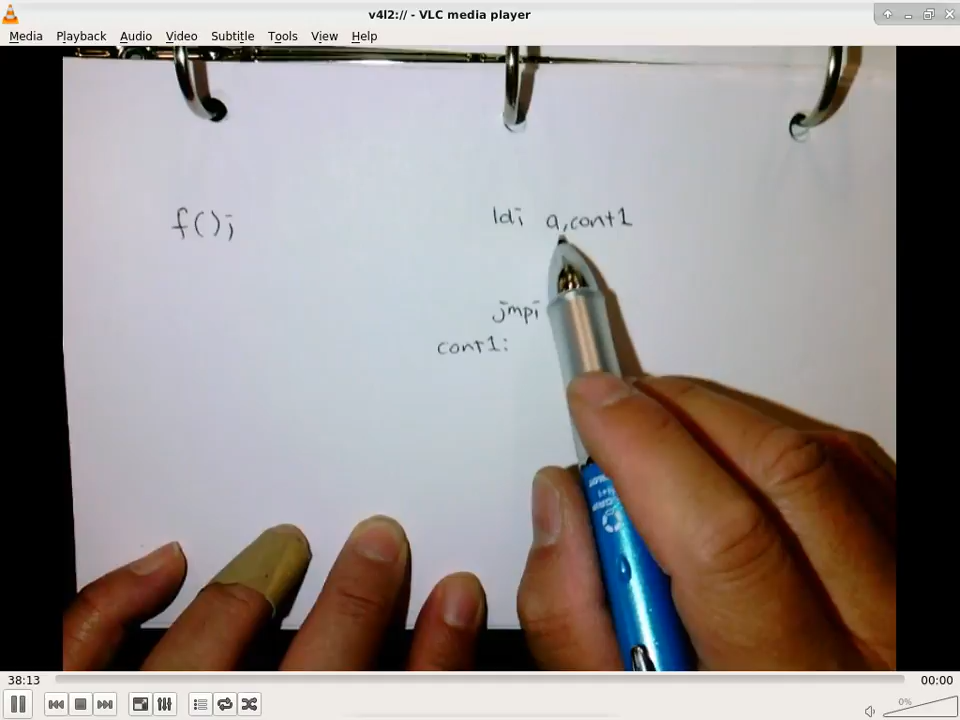 v4l2:// - VLC media player
Media Playback Audio Video Subtitle Tools View Help
f();
ldi a,cont1
jmpi
cont1:
38:13
00:00
0%